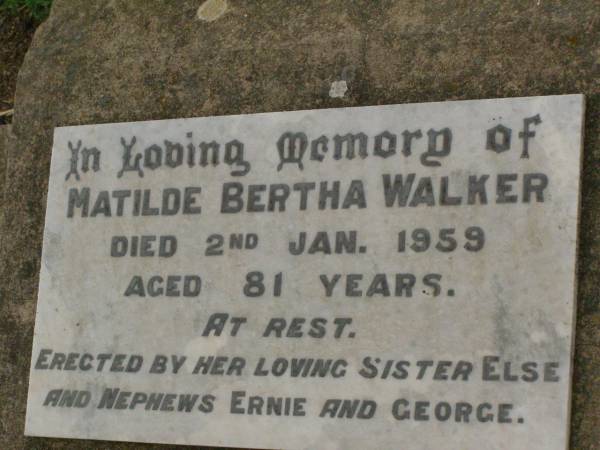 In Loving Memory of
MATILDE BERTHA WALKER
DIED 2ND JAN. 1959
AGED 81 YEARS.
AT REST.
ERECTED BY HER LOVING SISTER ELSE
AND NEPHEWS ERNIE AND GEORGE.